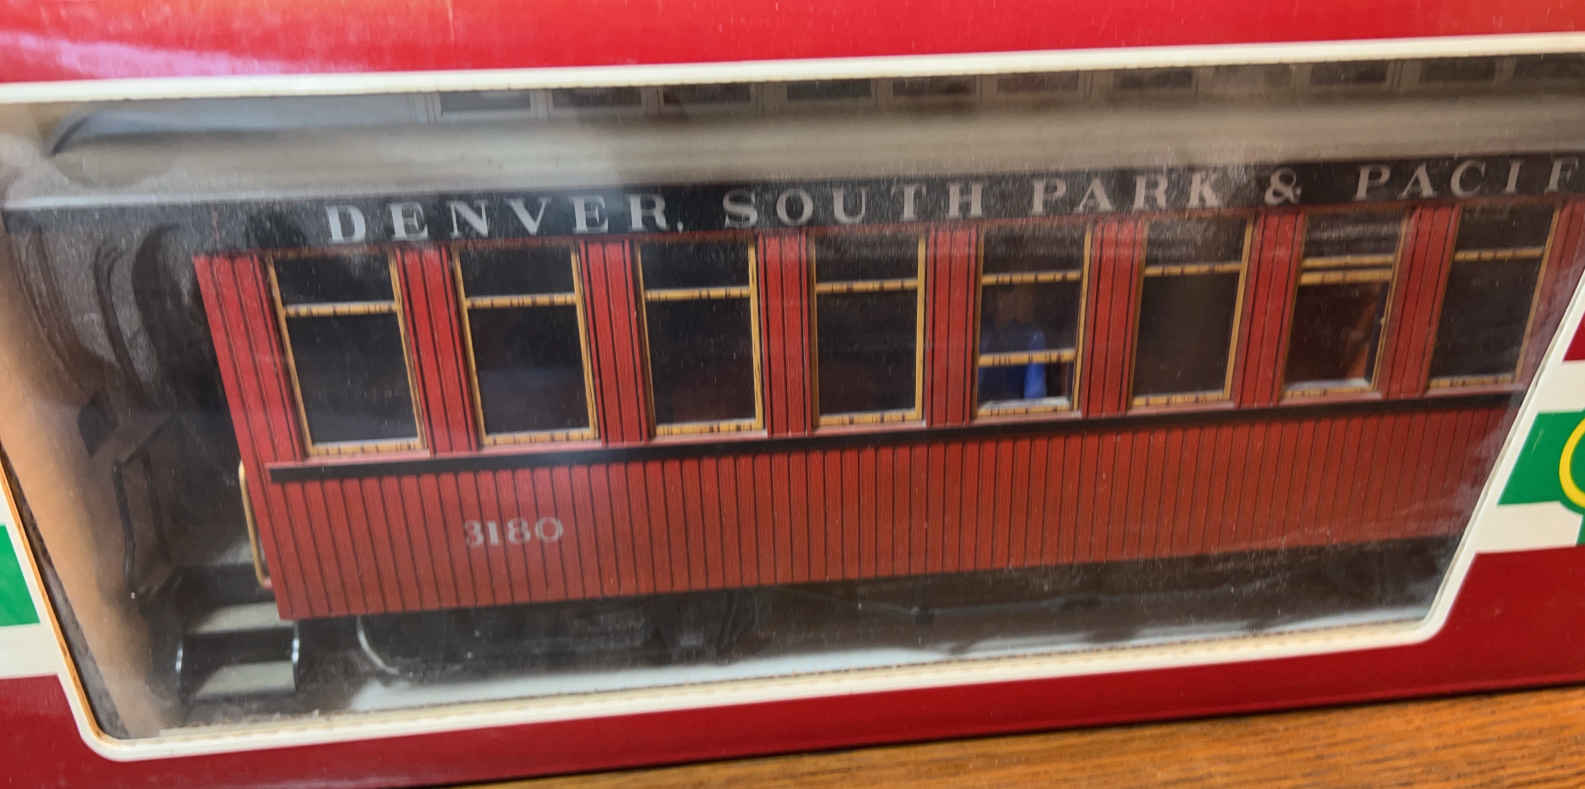 DENVER, SOUTH PARK & PACIF
3180